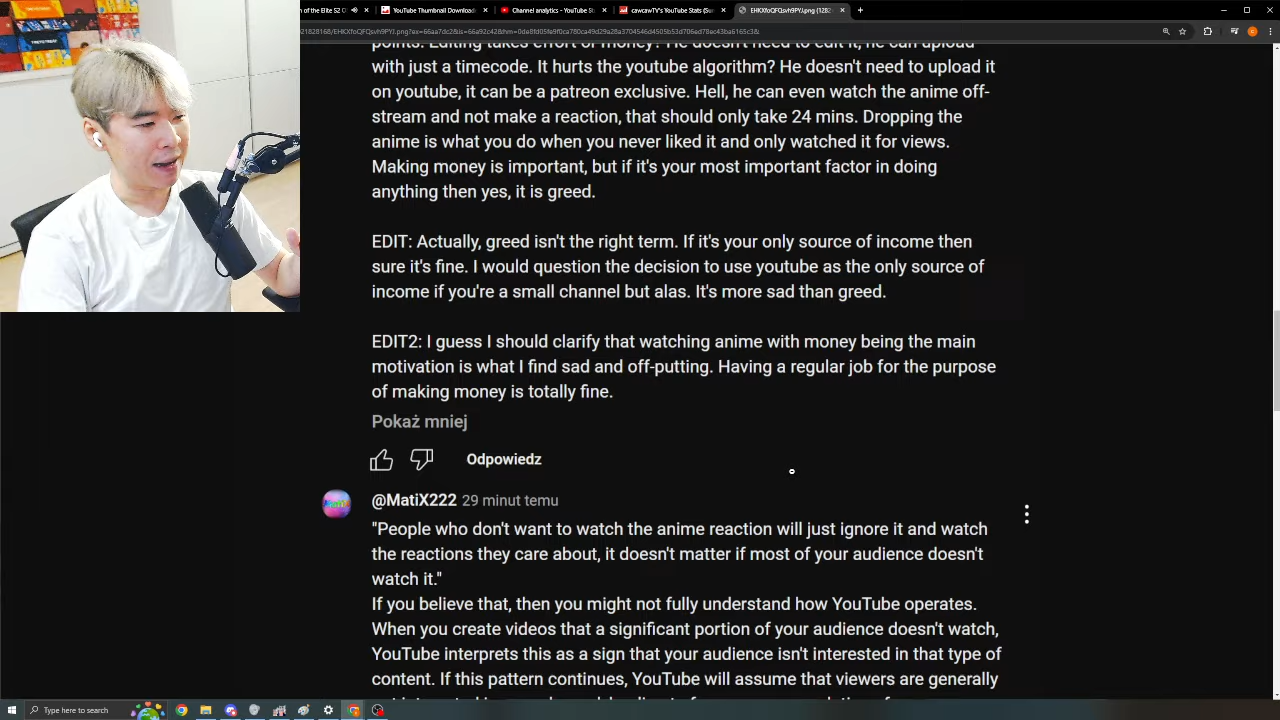 of the Elite S2
YouTube Thumbnail Downloade
Channel analytics - YouTube St
cawcawTV's YouTube Stats (Sum
EHKXfoQFQsvh9PYJ.png (1282
points. Editing takes effort or money? He doesn't need to edit it, he can upload
with just a timecode. It hurts the youtube algorithm? He doesn't need to upload it
on youtube, it can be a patreon exclusive. Hell, he can even watch the anime off-
stream and not make a reaction, that should only take 24 mins. Dropping the
anime is what you do when you never liked it and only watched it for views.
Making money is important, but if it's your most important factor in doing
anything then yes, it is greed.
EDIT: Actually, greed isn't the right term. If it's your only source of income then
sure it's fine. I would question the decision to use youtube as the only source of
income if you're a small channel but alas. It's more sad than greed.
EDIT2: I guess I should clarify that watching anime with money being the main
motivation is what I find sad and off-putting. Having a regular job for the purpose
of making money is totally fine.
Pokaż mniej
Odpowiedz
@MatiX222 29 minut temu
"People who don't want to watch the anime reaction will just ignore it and watch
the reactions they care about, it doesn't matter if most of your audience doesn't
watch it."
If you believe that, then you might not fully understand how YouTube operates.
When you create videos that a significant portion of your audience doesn't watch,
YouTube interprets this as a sign that your audience isn't interested in that type of
content. If this pattern continues, YouTube will assume that viewers are generally
Type here to search